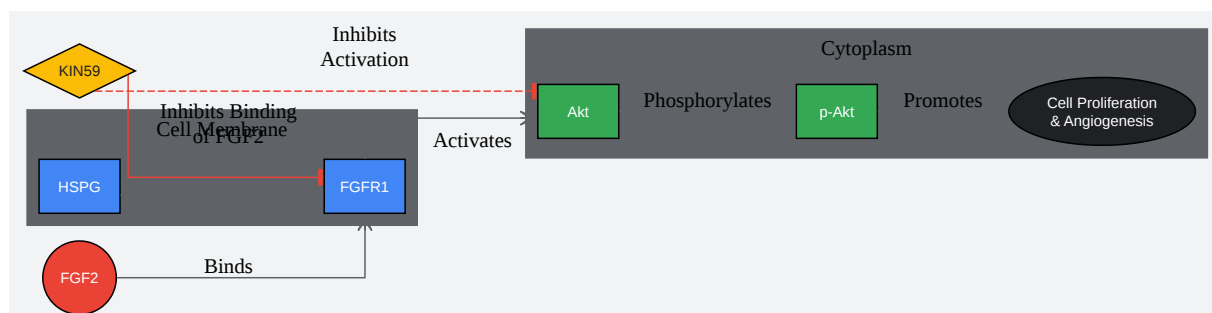 Inhibits
Activation
Cytoplasm
KIN59
Inhibits Binding
of FGF2
Cell Membrane
Activates
Akt
Phosphorylates
p-Akt
Promotes
Cell Proliferation
& Angiogenesis
HSPG
FGFR1
FGF2
Binds